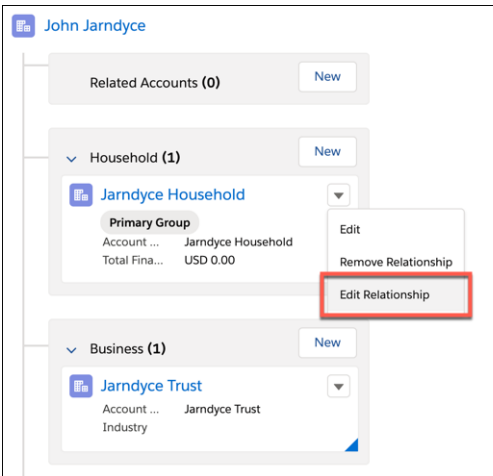 John Jarndyce
Related Accounts (0)
New
Household (1)
New
Jarndyce Household
Primary Group
Account ... Jarndyce Household
Total Fina... USD 0.00
Edit
Remove Relationship
Edit Relationship
Business (1)
New
Jarndyce Trust
Account ... Jarndyce Trust
Industry